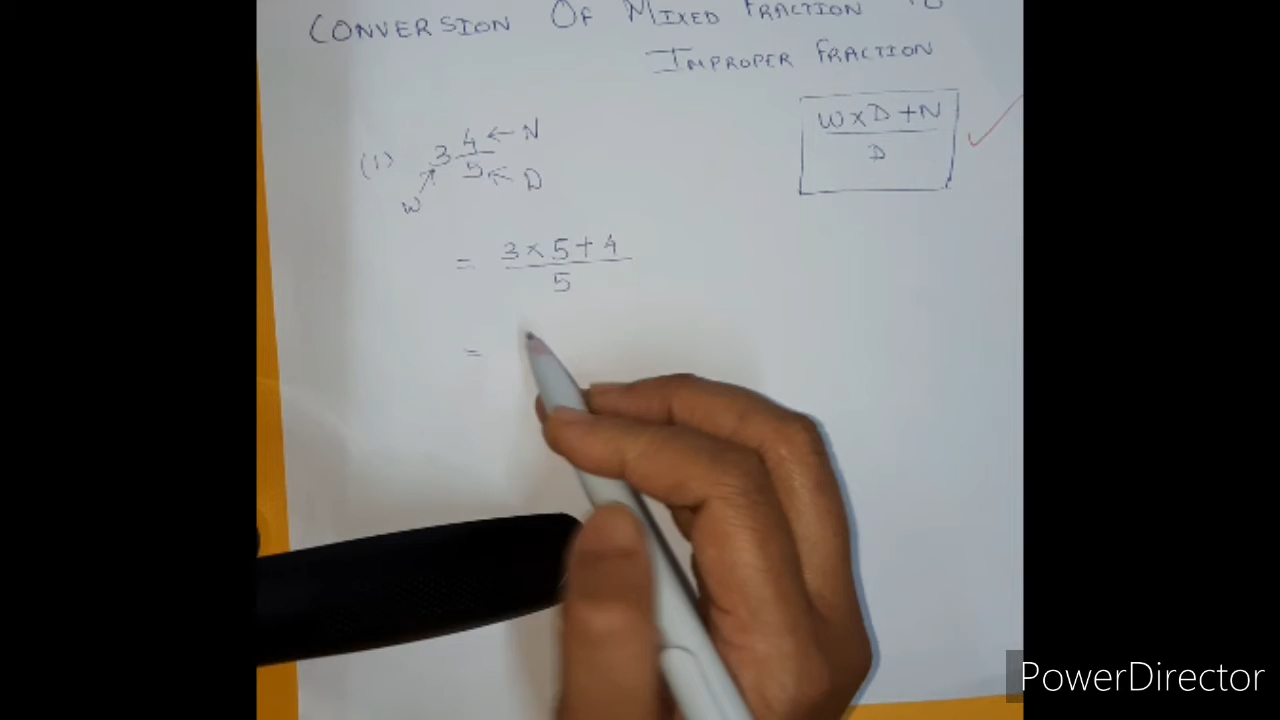 CONVERSION OF MIXED FRACTION TO
IMPROPER FRACTION
W×D+N
D
(1) 3 4/5 ← N
← D
W
= 3×5+4
5
=
PowerDirector